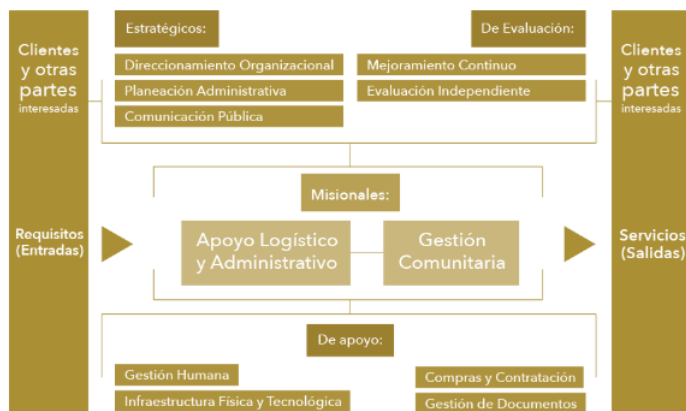 Clientes
y otras
partes
interesadas
Requisitos
(Entradas)
Estratégicos:
Direccionamiento Organizacional
Planeación Administrativa
Comunicación Pública
De Evaluación:
Mejoramiento Continuo
Evaluación Independiente
Misionales:
Apoyo Logístico
y Administrativo
Gestión
Comunitaria
De apoyo:
Gestión Humana
Infraestructura Física y Tecnológica
Compras y Contratación
Gestión de Documentos
Clientes
y otras
partes
interesadas
Servicios
(Salidas)